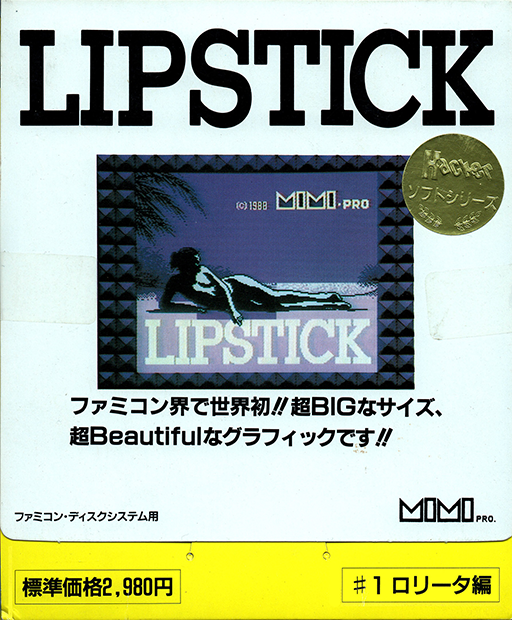 LIPSTICK
Hacker
ソフトシリーズ
(c)1988 MIMI・PRO
LIPSTICK
ファミコン界で世界初!! 超BIGなサイズ、
超Beautifulなグラフィックです!!
ファミコン・ディスクシステム用
MIMI PRO.
標準価格2,980円
♯1 ロリータ編